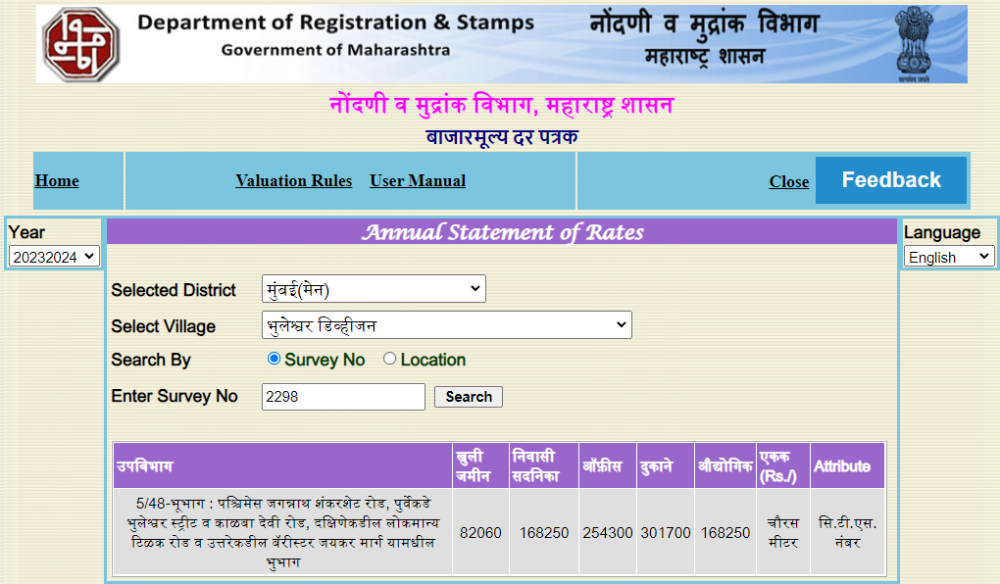 Department of Registration & Stamps
Government of Maharashtra
नोंदणी व मुद्रांक विभाग
महाराष्ट्र शासन
नोंदणी व मुद्रांक विभाग, महाराष्ट्र शासन
बाजारमूल्य दर पत्रक
Home Valuation Rules User Manual Close Feedback
Year
20232024
Annual Statement of Rates
Language
English
Selected District मुंबई(मेन)
Select Village भुलेश्वर डिव्हीजन
Search By Survey No Location
Enter Survey No 2298 Search
उपविभाग खुली जमीन निवासी सदनिका ऑफ़ीस दुकाने औद्योगिक एकक (Rs./) Attribute
5/48-भूभाग : पश्चिमेस जगन्नाथ शंकरशेट रोड, पुर्वेकडे
भुलेश्वर स्ट्रीट व काळबा देवी रोड, दक्षिणेकडील लोकमान्य
टिळक रोड व उत्तरेकडील बॅरीस्टर जयकर मार्ग यामधील
भुभाग
82060 168250 254300 301700 168250 चौरस मीटर सि.टी.एस. नंबर